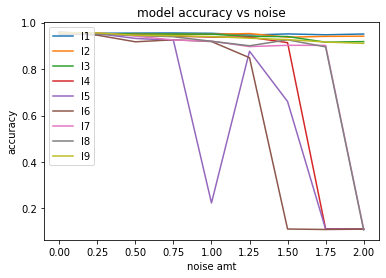 model accuracy vs noise
1.0
0.8
0.6
0.4
0.2
accuracy
l1
l2
l3
l4
l5
l6
l7
l8
l9
0.00 0.25 0.50 0.75 1.00 1.25 1.50 1.75 2.00
noise amt